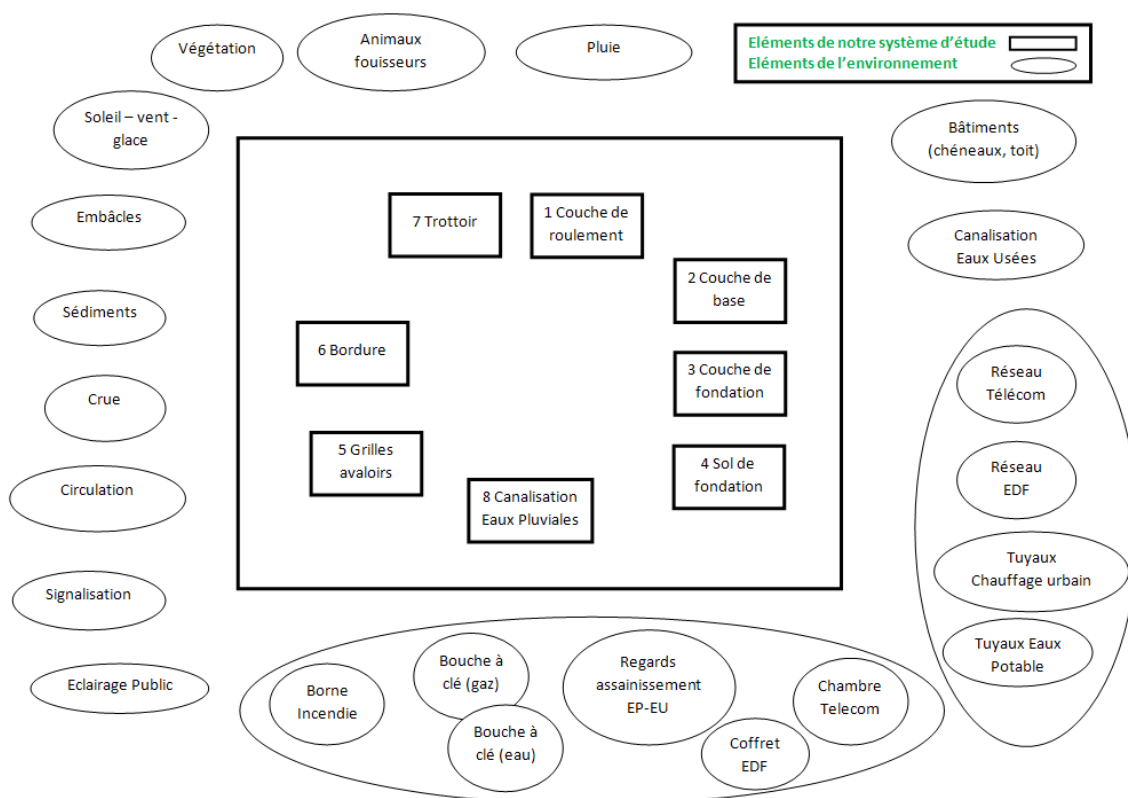 Végétation
Animaux
fouisseurs
Pluie
Eléments de notre système d’étude
Eléments de l’environnement
Soleil – vent -
glace
Bâtiments
(chéneaux, toit)
Embâcles
7 Trottoir
1 Couche de
roulement
Canalisation
Eaux Usées
2 Couche de
base
Sédiments
6 Bordure
3 Couche de
fondation
Réseau
Télécom
Crue
5 Grilles
avaloirs
4 Sol de
fondation
Réseau
EDF
Circulation
8 Canalisation
Eaux Pluviales
Tuyaux
Chauffage urbain
Signalisation
Tuyaux Eaux
Potable
Eclairage Public
Borne
Incendie
Bouche à
clé (gaz)
Bouche à
clé (eau)
Regards
assainissement
EP-EU
Coffret
EDF
Chambre
Telecom